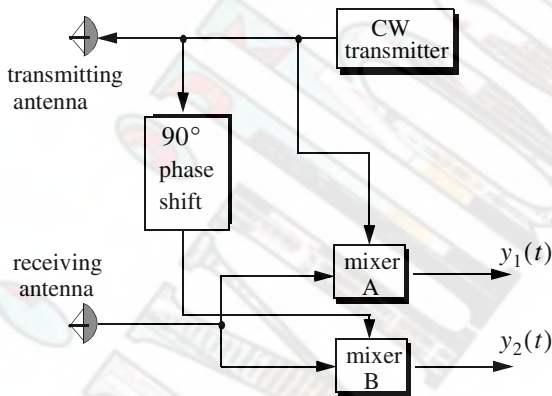 CW
transmitter
transmitting
antenna
90°
phase
shift
receiving
antenna
mixer
A
y₁(t)
mixer
B
y₂(t)